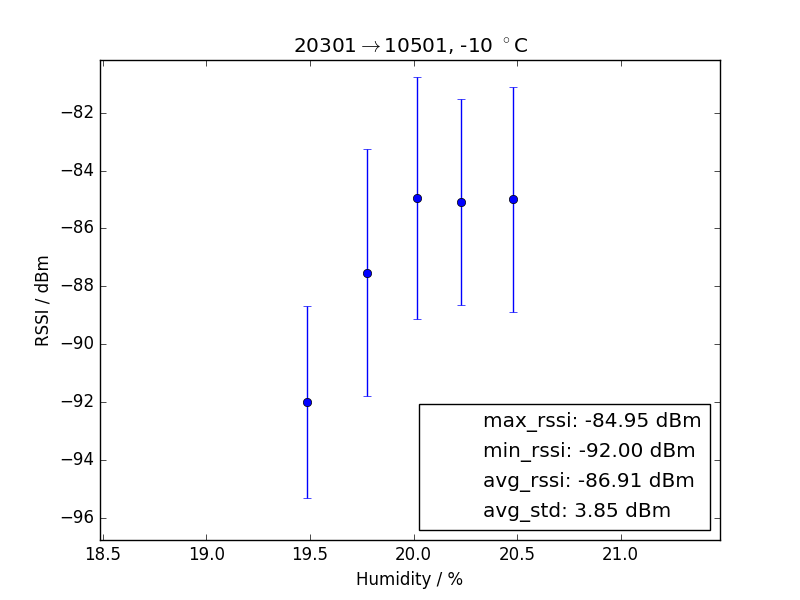 20301→10501, -10 °C
RSSI / dBm
−82
−84
−86
−88
−90
−92
−94
−96
max_rssi: -84.95 dBm
min_rssi: -92.00 dBm
avg_rssi: -86.91 dBm
avg_std: 3.85 dBm
18.5 19.0 19.5 20.0 20.5 21.0
Humidity / %